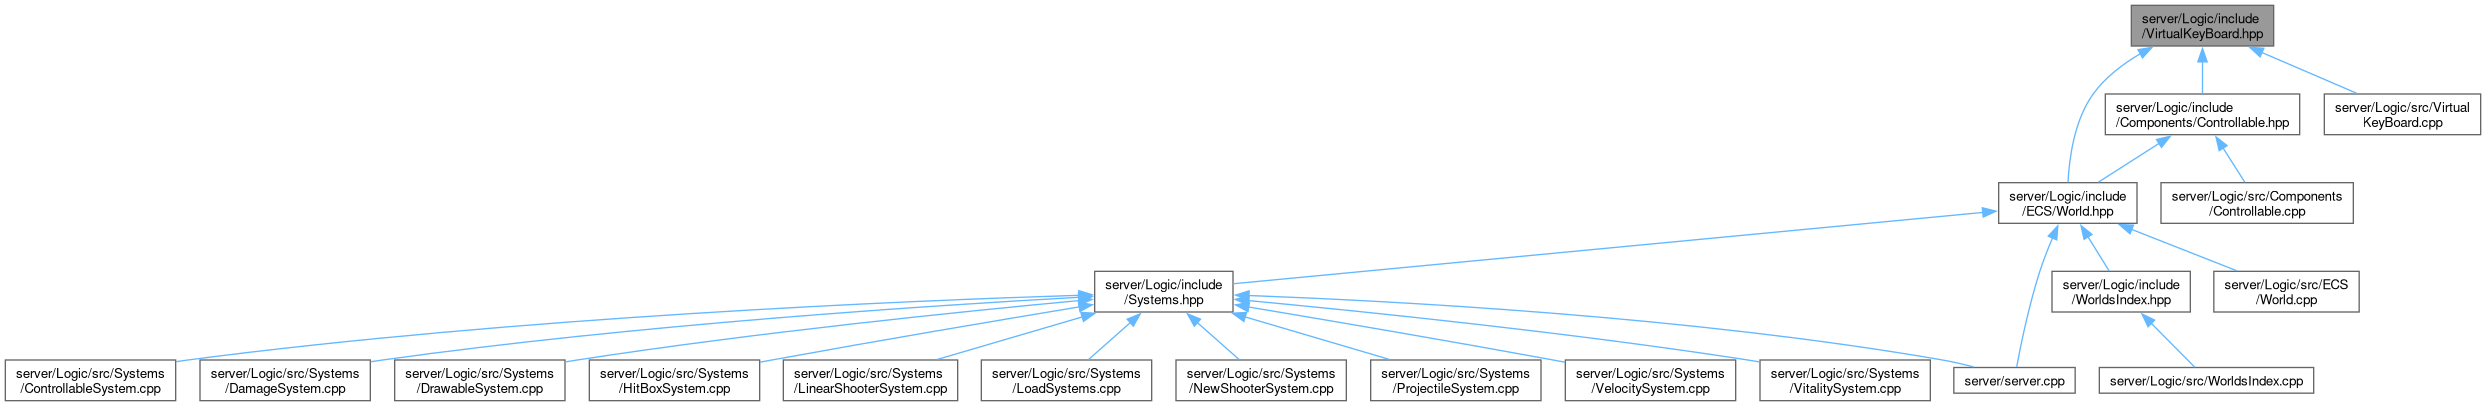 server/Logic/include
/VirtualKeyBoard.hpp
server/Logic/include
/Components/Controllable.hpp
server/Logic/src/Virtual
KeyBoard.cpp
server/Logic/include
/ECS/World.hpp
server/Logic/src/Components
/Controllable.cpp
server/Logic/include
/Systems.hpp
server/Logic/include
/WorldsIndex.hpp
server/Logic/src/ECS
/World.cpp
server/Logic/src/Systems
/ControllableSystem.cpp
server/Logic/src/Systems
/DamageSystem.cpp
server/Logic/src/Systems
/DrawableSystem.cpp
server/Logic/src/Systems
/HitBoxSystem.cpp
server/Logic/src/Systems
/LinearShooterSystem.cpp
server/Logic/src/Systems
/LoadSystems.cpp
server/Logic/src/Systems
/NewShooterSystem.cpp
server/Logic/src/Systems
/ProjectileSystem.cpp
server/Logic/src/Systems
/VelocitySystem.cpp
server/Logic/src/Systems
/VitalitySystem.cpp
server/server.cpp
server/Logic/src/WorldsIndex.cpp